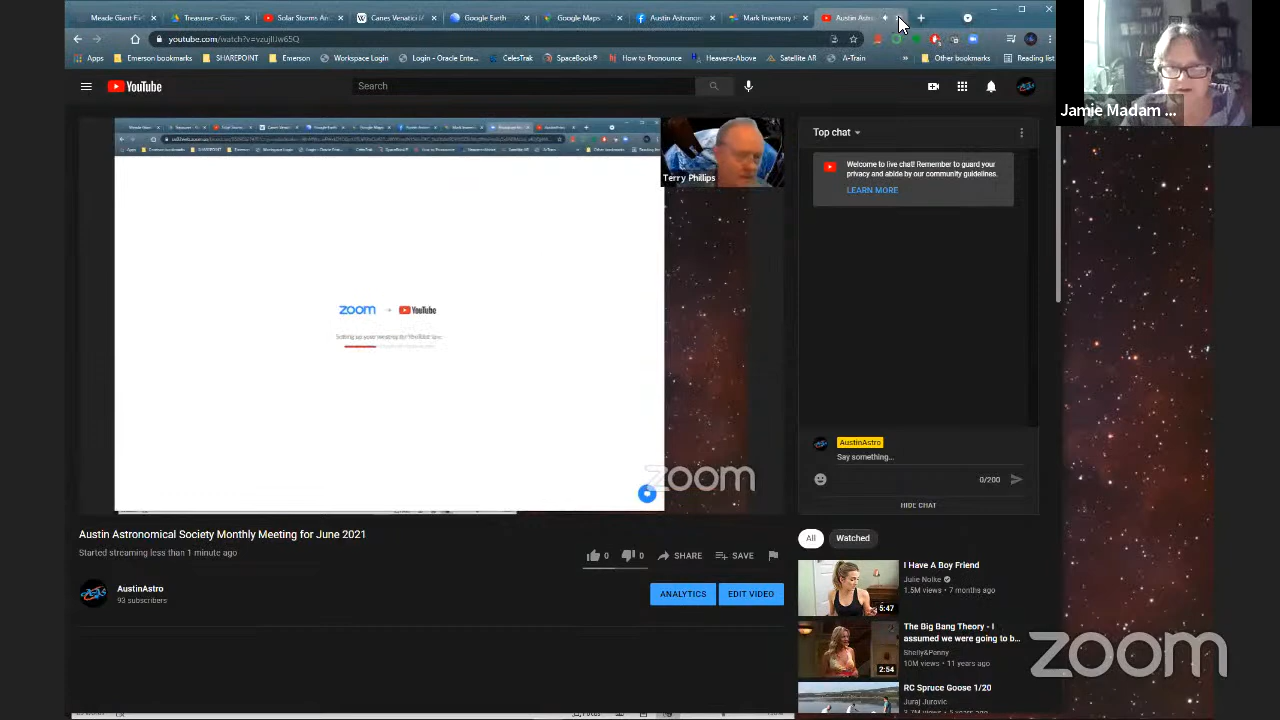 Meade Giant Fi
Treasurer - Goo
Solar Storms An
Canes Venatici
Google Earth
Google Maps
Austin Astronom
Mark Inventory
Austin Astro
youtube.com/watch?v=vzujlIJw65Q
Apps
Emerson bookmarks
SHAREPOINT
Emerson
Workspace Login
Login - Oracle Ente...
CelesTrak
SpaceBook®
How to Pronounce
Heavens-Above
Satellite AR
A-Train
»
Other bookmarks
Reading list
YouTube
Search
Terry Phillips
zoom
YouTube
zoom
Top chat
Welcome to live chat! Remember to guard your
privacy and abide by our community guidelines.
LEARN MORE
AustinAstro
Say something...
0/200
HIDE CHAT
Austin Astronomical Society Monthly Meeting for June 2021
Started streaming less than 1 minute ago
0
0
SHARE
SAVE
AustinAstro
93 subscribers
ANALYTICS
EDIT VIDEO
All
Watched
I Have A Boy Friend
Julie Nolke
1.5M views • 7 months ago
5:47
The Big Bang Theory - I
assumed we were going to b...
Shelly&Penny
10M views • 11 years ago
2:54
RC Spruce Goose 1/20
Juraj Jurovic
Jamie Madam ...
zoom